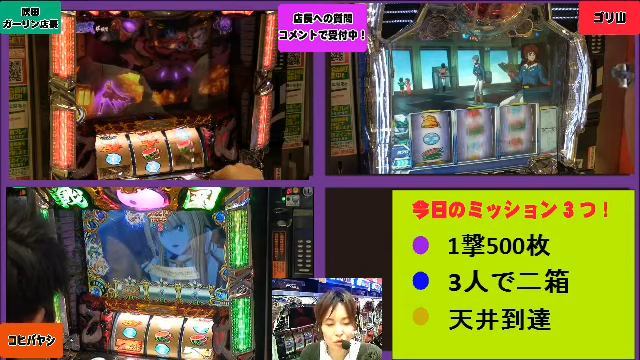 原田
ガーリン店長
店長への質問
コメントで受付中!
ゴリ山
コヒバヤシ
今日のミッション3つ!
1撃500枚
3人で二箱
天井到達